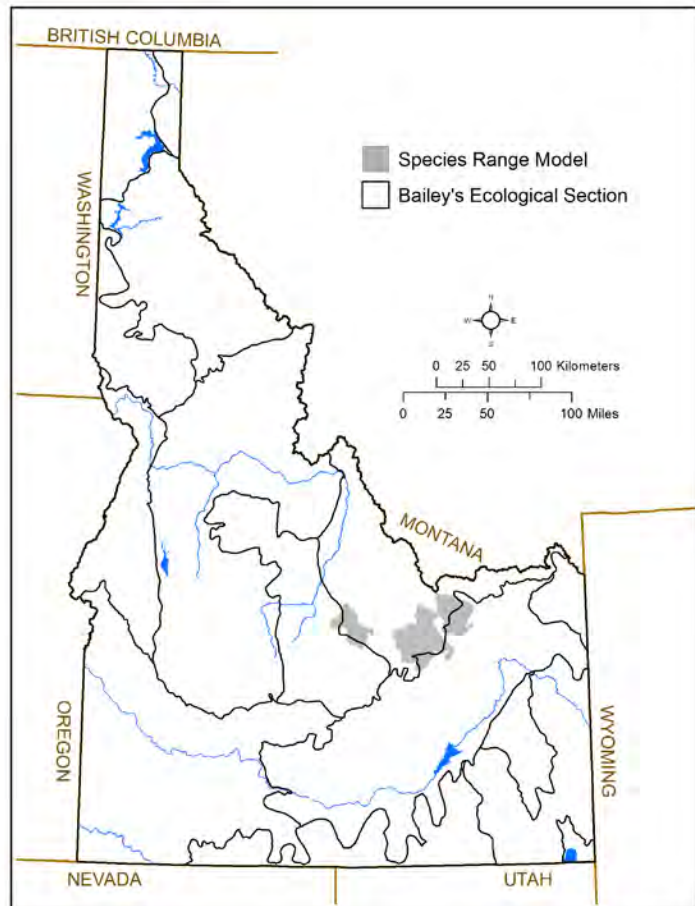 BRITISH COLUMBIA
WASHINGTON
Species Range Model
Bailey's Ecological Section
N
W E
S
0 25 50 100 Kilometers
0 25 50 100 Miles
MONTANA
OREGON
WYOMING
NEVADA
UTAH